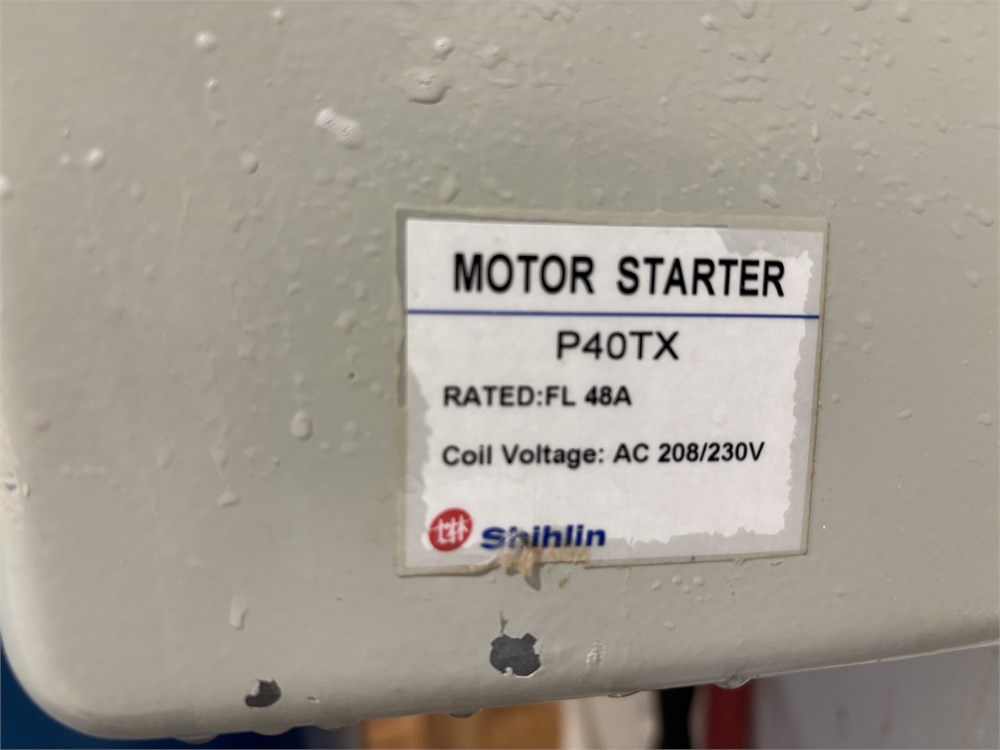 MOTOR STARTER
P40TX
RATED:FL 48A
Coil Voltage: AC 208/230V
Shihlin